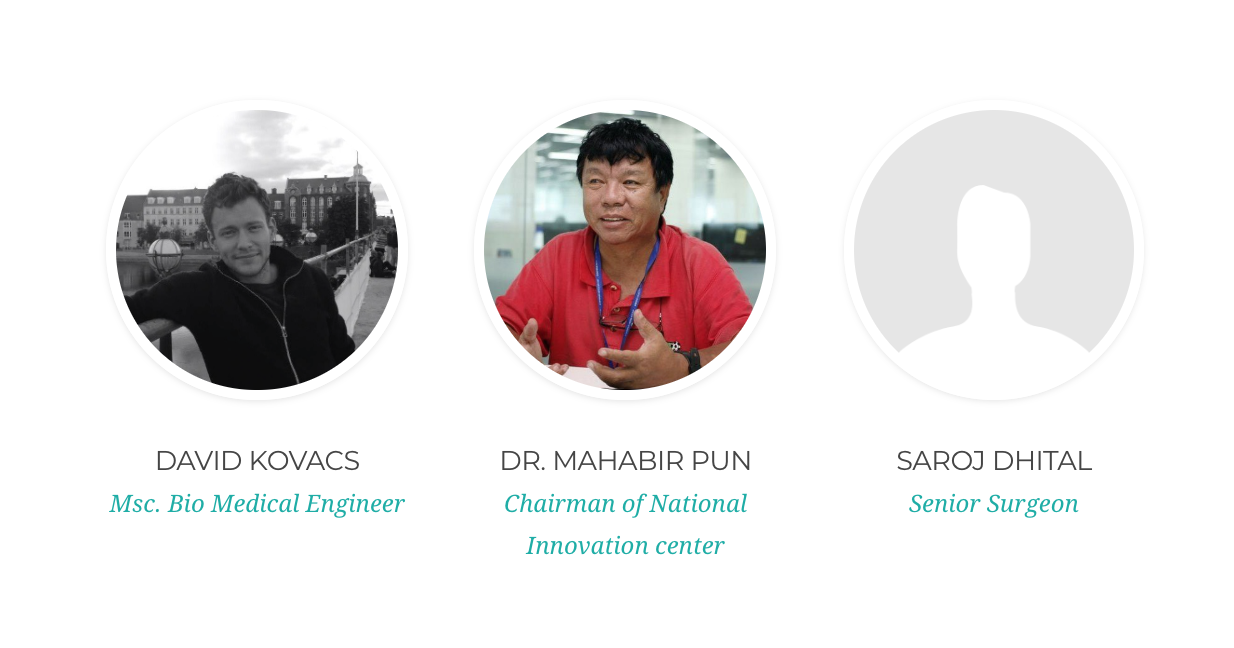 DAVID KOVACS
Msc. Bio Medical Engineer
DR. MAHABIR PUN
Chairman of National
Innovation center
SAROJ DHITAL
Senior Surgeon